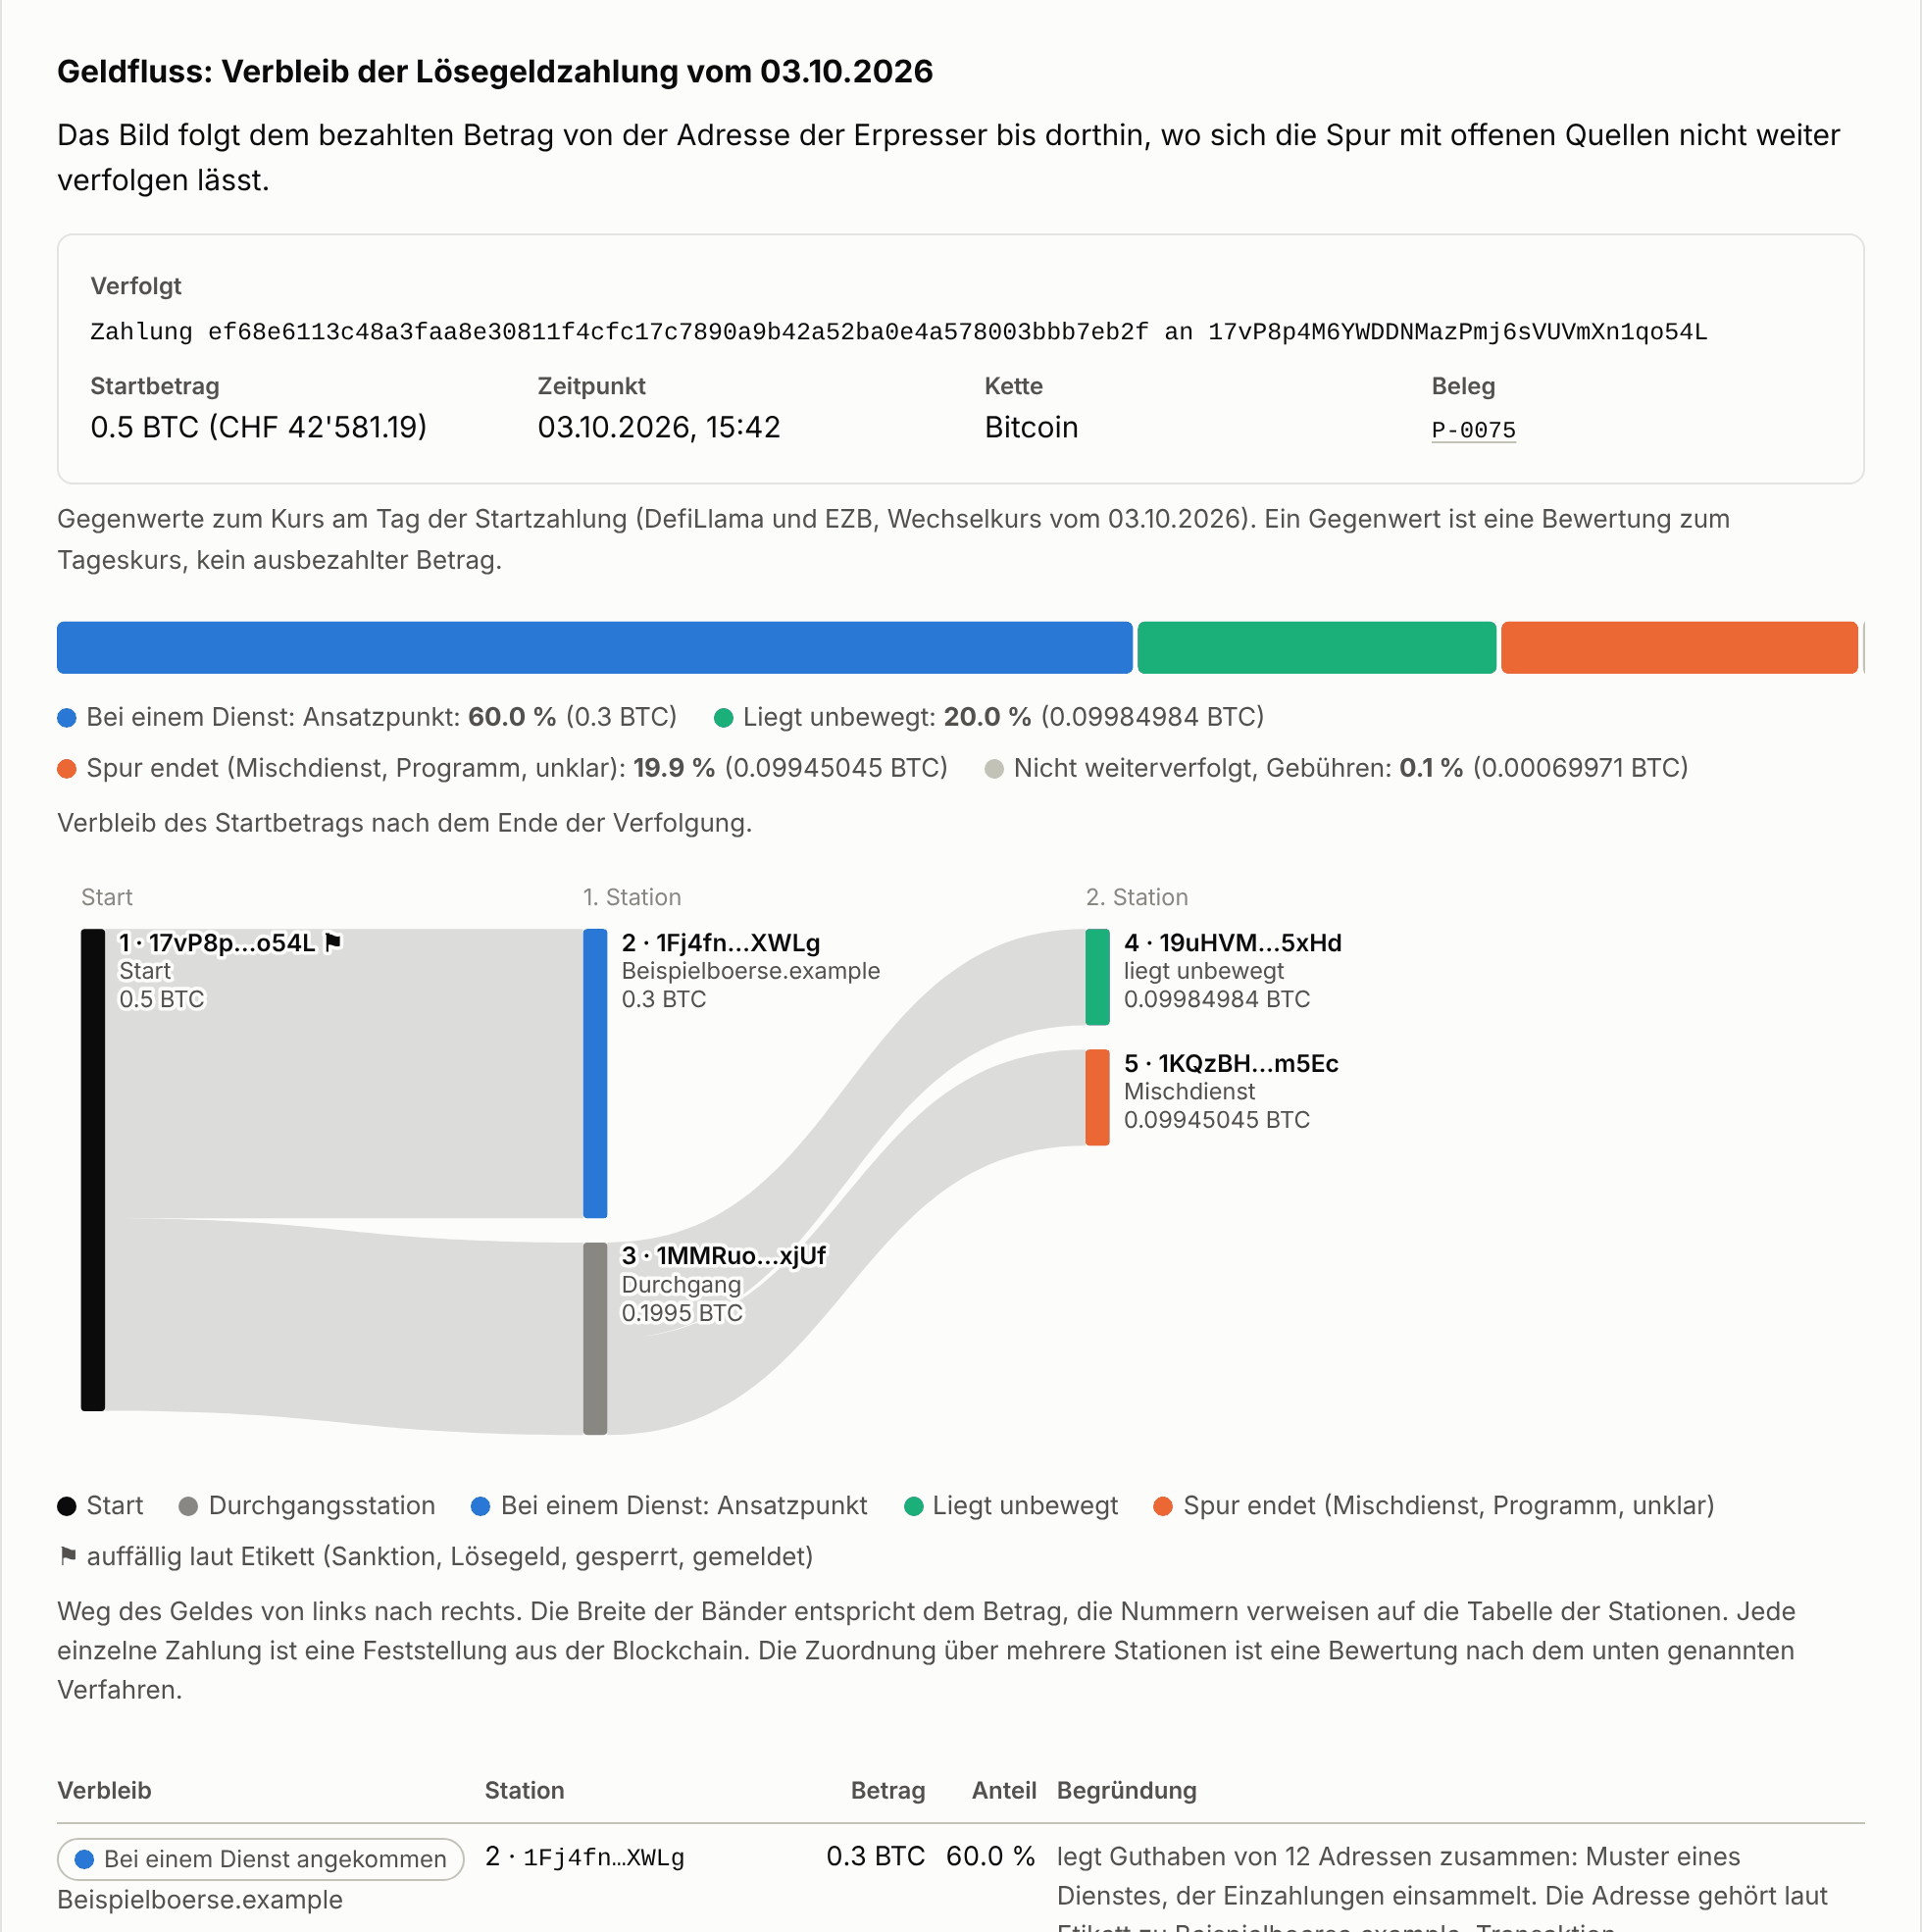 Geldfluss: Verbleib der Lösegeldzahlung vom 03.10.2026
Das Bild folgt dem bezahlten Betrag von der Adresse der Erpresser bis dorthin, wo sich die Spur mit offenen Quellen nicht weiter
verfolgen lässt.
Verfolgt
Zahlung ef68e6113c48a3faa8e30811f4cfc17c7890a9b42a52ba0e4a578003bbb7eb2f an 17vP8p4M6YWDDNMazPmj6sVUVmXn1qo54L
Startbetrag Zeitpunkt Kette Beleg
0.5 BTC (CHF 42'581.19) 03.10.2026, 15:42 Bitcoin P-0075
Gegenwerte zum Kurs am Tag der Startzahlung (DefiLlama und EZB, Wechselkurs vom 03.10.2026). Ein Gegenwert ist eine Bewertung zum
Tageskurs, kein ausbezahlter Betrag.
Bei einem Dienst: Ansatzpunkt: 60.0 % (0.3 BTC) Liegt unbewegt: 20.0 % (0.09984984 BTC)
Spur endet (Mischdienst, Programm, unklar): 19.9 % (0.09945045 BTC) Nicht weiterverfolgt, Gebühren: 0.1 % (0.00069971 BTC)
Verbleib des Startbetrags nach dem Ende der Verfolgung.
Start 1. Station 2. Station
1 · 17vP8p…o54L ⚑ 2 · 1Fj4fn…XWLg 4 · 19uHVM…5xHd
Start Beispielboerse.example liegt unbewegt
0.5 BTC 0.3 BTC 0.09984984 BTC
5 · 1KQzBH…m5Ec
Mischdienst
0.09945045 BTC
3 · 1MMRuo…xjUf
Durchgang
0.1995 BTC
Start Durchgangsstation Bei einem Dienst: Ansatzpunkt Liegt unbewegt Spur endet (Mischdienst, Programm, unklar)
⚑ auffällig laut Etikett (Sanktion, Lösegeld, gesperrt, gemeldet)
Weg des Geldes von links nach rechts. Die Breite der Bänder entspricht dem Betrag, die Nummern verweisen auf die Tabelle der Stationen. Jede
einzelne Zahlung ist eine Feststellung aus der Blockchain. Die Zuordnung über mehrere Stationen ist eine Bewertung nach dem unten genannten
Verfahren.
Verbleib Station Betrag Anteil Begründung
Bei einem Dienst angekommen 2 · 1Fj4fn…XWLg 0.3 BTC 60.0 % legt Guthaben von 12 Adressen zusammen: Muster eines
Beispielboerse.example Dienstes, der Einzahlungen einsammelt. Die Adresse gehört laut